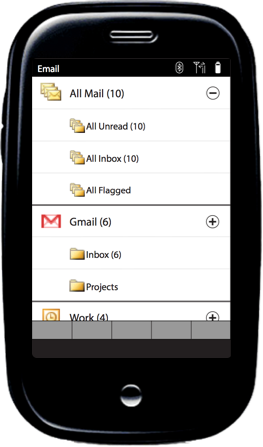 Email
All Mail (10)
All Unread (10)
All Inbox (10)
All Flagged
Gmail (6)
Inbox (6)
Projects
Work (4)